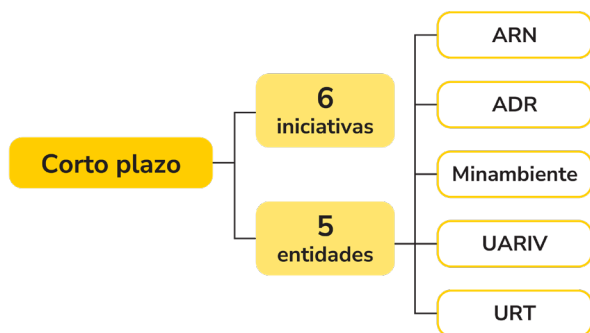 Corto plazo
6
iniciativas
5
entidades
ARN
ADR
Minambiente
UARIV
URT